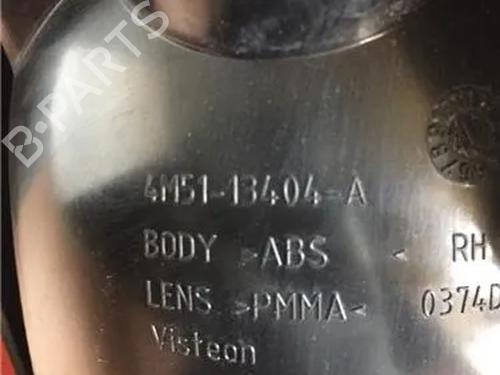 B-PARTS
4M51-13404-A
BODY >ABS < RH
LENS >PMMA< 0374D
Visteon